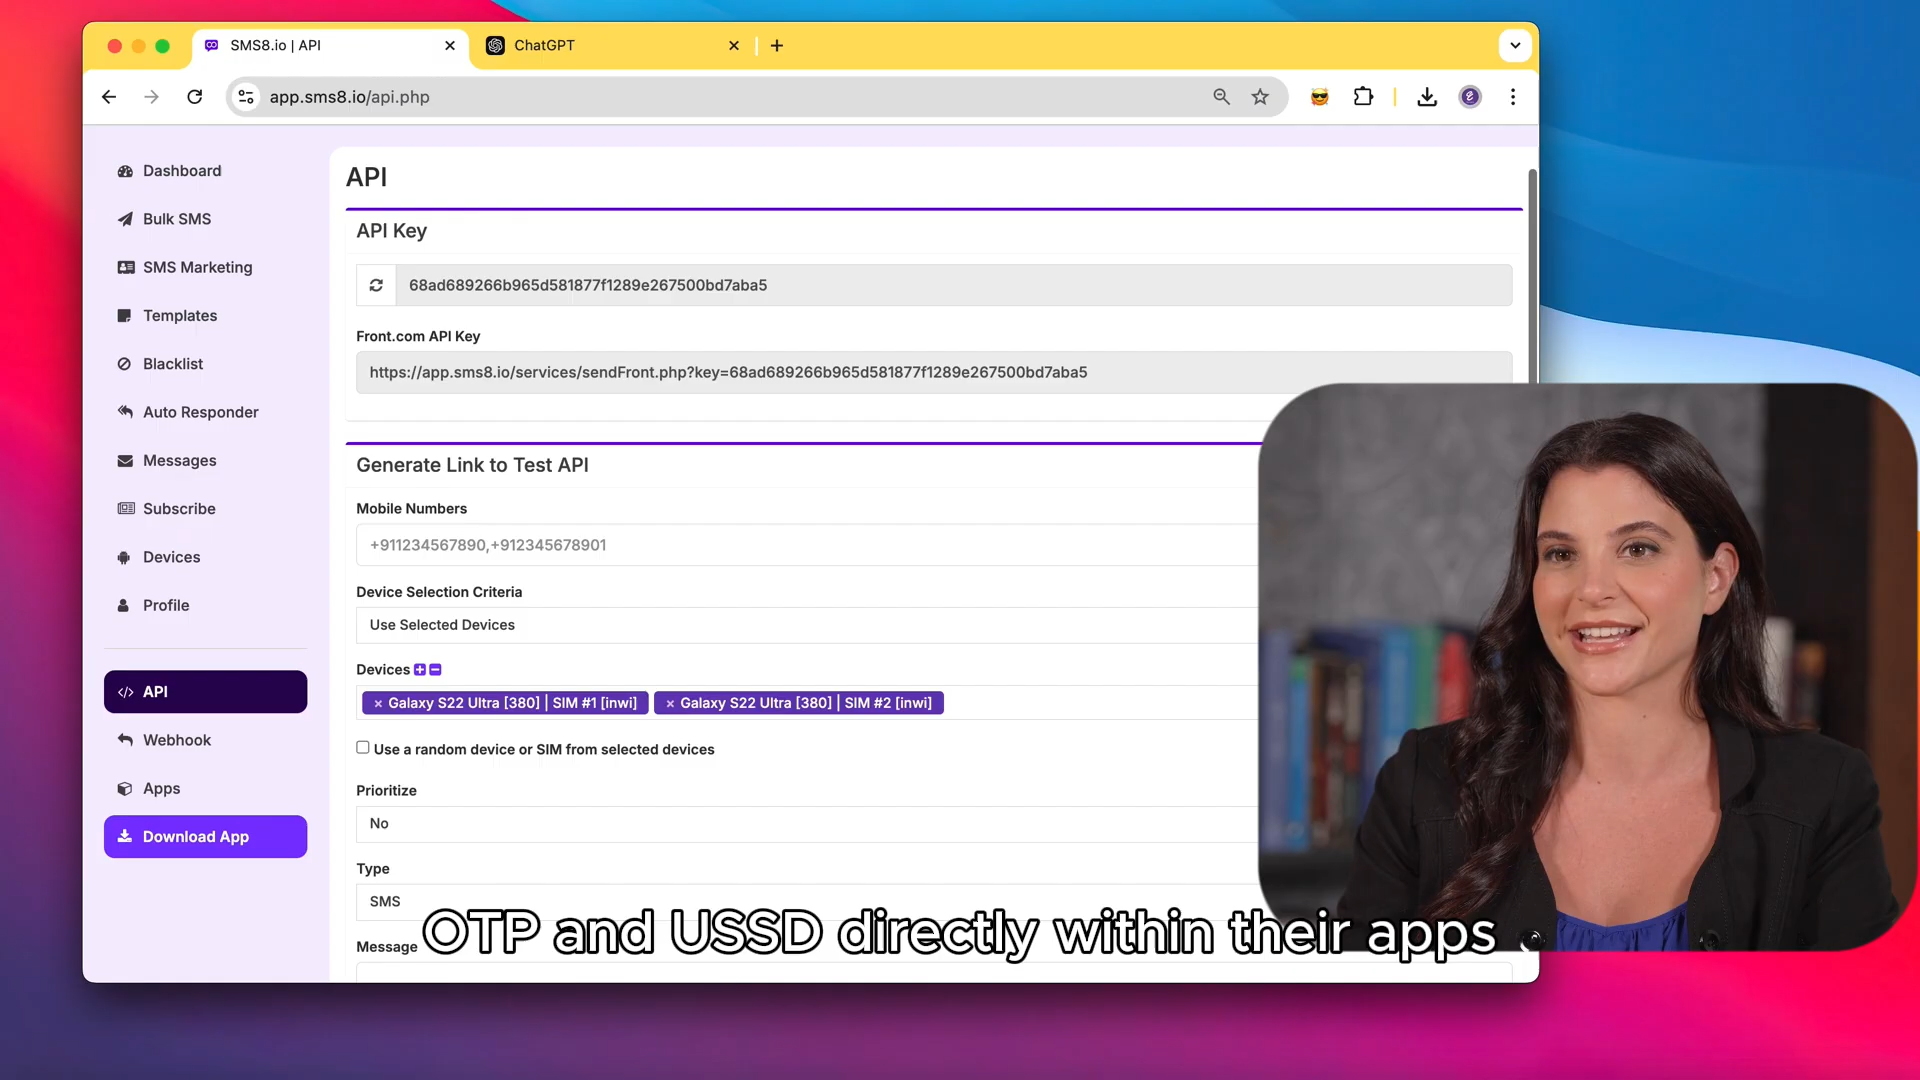 SMS8.io | API
ChatGPT
app.sms8.io/api.php
Dashboard
Bulk SMS
SMS Marketing
Templates
Blacklist
Auto Responder
Messages
Subscribe
Devices
Profile
API
Webhook
Apps
Download App
API
API Key
68ad689266b965d581877f1289e267500bd7aba5
Front.com API Key
https://app.sms8.io/services/sendFront.php?key=68ad689266b965d581877f1289e267500bd7aba5
Generate Link to Test API
Mobile Numbers
+911234567890,+912345678901
Device Selection Criteria
Use Selected Devices
Devices
× Galaxy S22 Ultra [380] | SIM #1 [inwi] × Galaxy S22 Ultra [380] | SIM #2 [inwi]
Use a random device or SIM from selected devices
Prioritize
No
Type
SMS
Message
OTP and USSD directly within their apps.